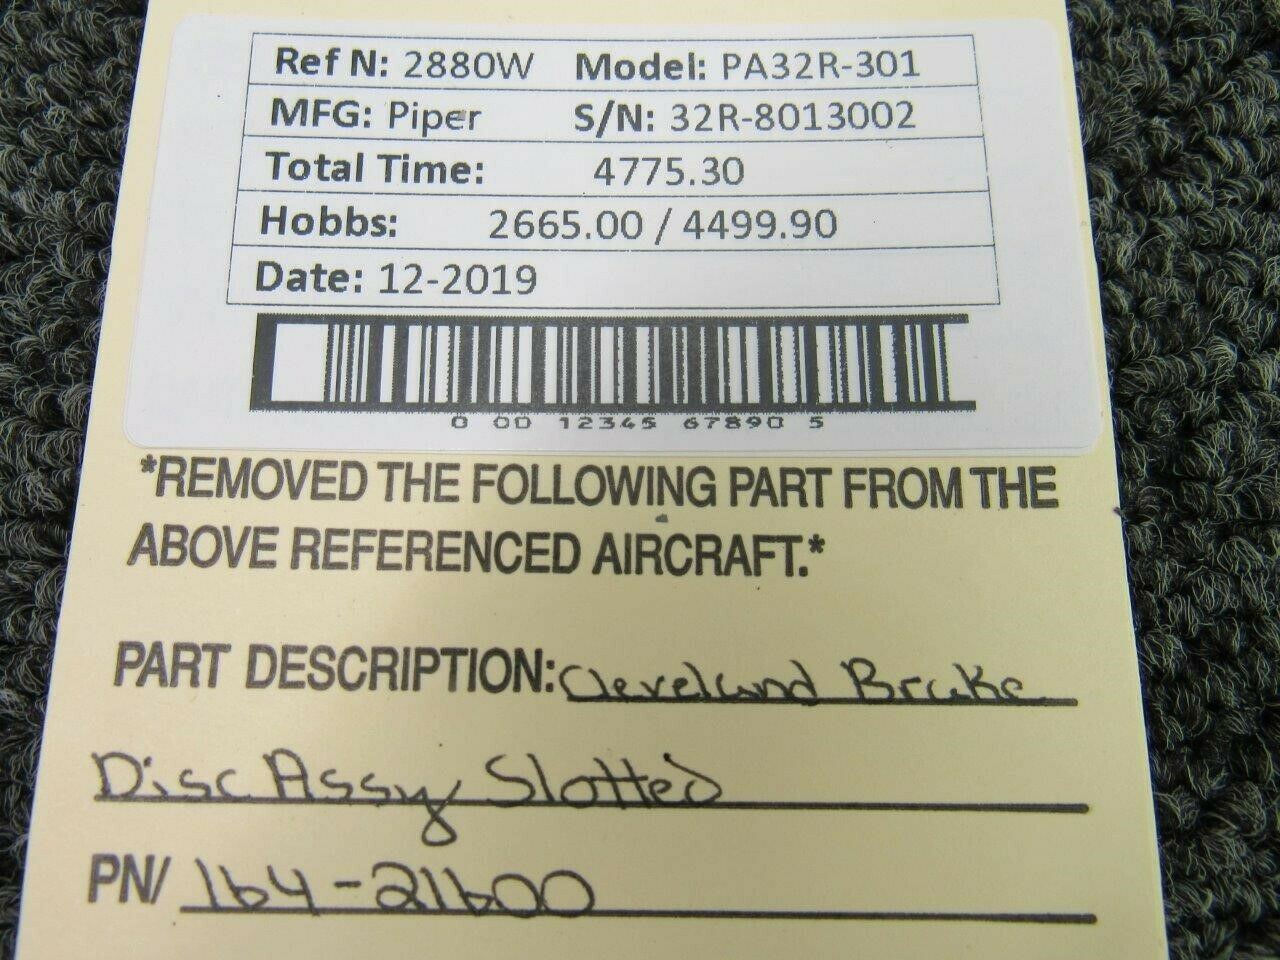 Ref N: 2880W Model: PA32R-301
MFG: Piper S/N: 32R-8013002
Total Time: 4775.30
Hobbs: 2665.00 / 4499.90
Date: 12-2019
0 00 12345 67890 5
*REMOVED THE FOLLOWING PART FROM THE
ABOVE REFERENCED AIRCRAFT.*
PART DESCRIPTION: Cleveland Brake
Disc Assy Slotted
PN/ 164-21600